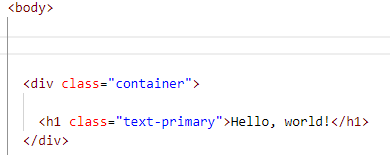 <body>
<div class="container">
<h1 class="text-primary">Hello, world!</h1>
</div>